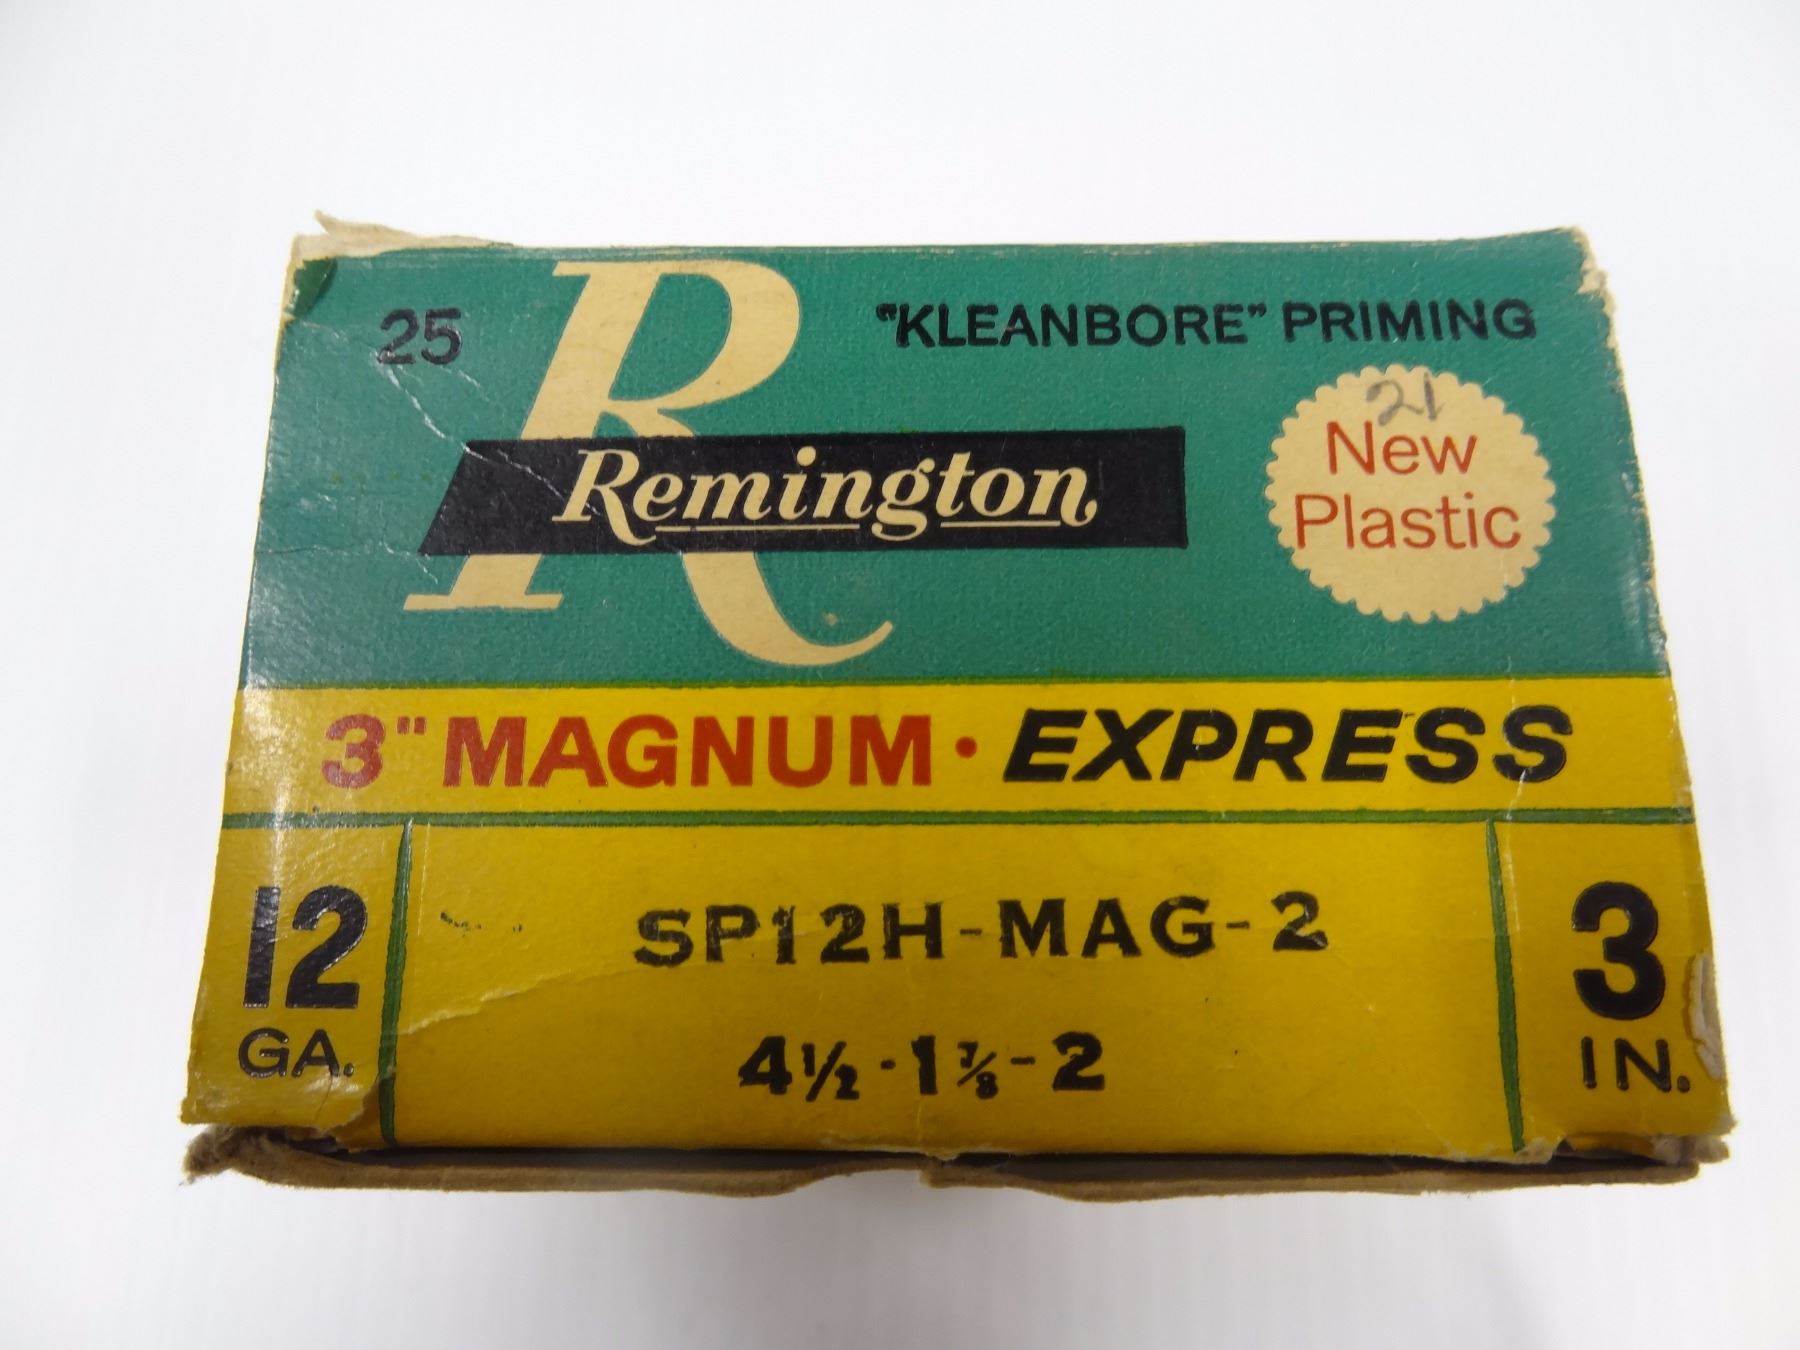 25
"KLEANBORE" PRIMING
R
Remington
21
New
Plastic
3" MAGNUM • EXPRESS
12
GA.
SP12H-MAG-2
4½-1⅞-2
3
IN.